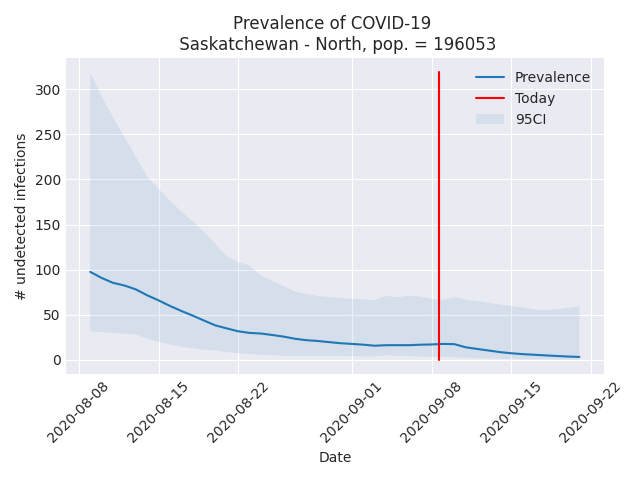 Prevalence of COVID-19
Saskatchewan - North, pop. = 196053
# undetected infections
300
250
200
150
100
50
0
Prevalence
Today
95CI
2020-08-08
2020-08-15
2020-08-22
2020-09-01
2020-09-08
2020-09-15
2020-09-22
Date